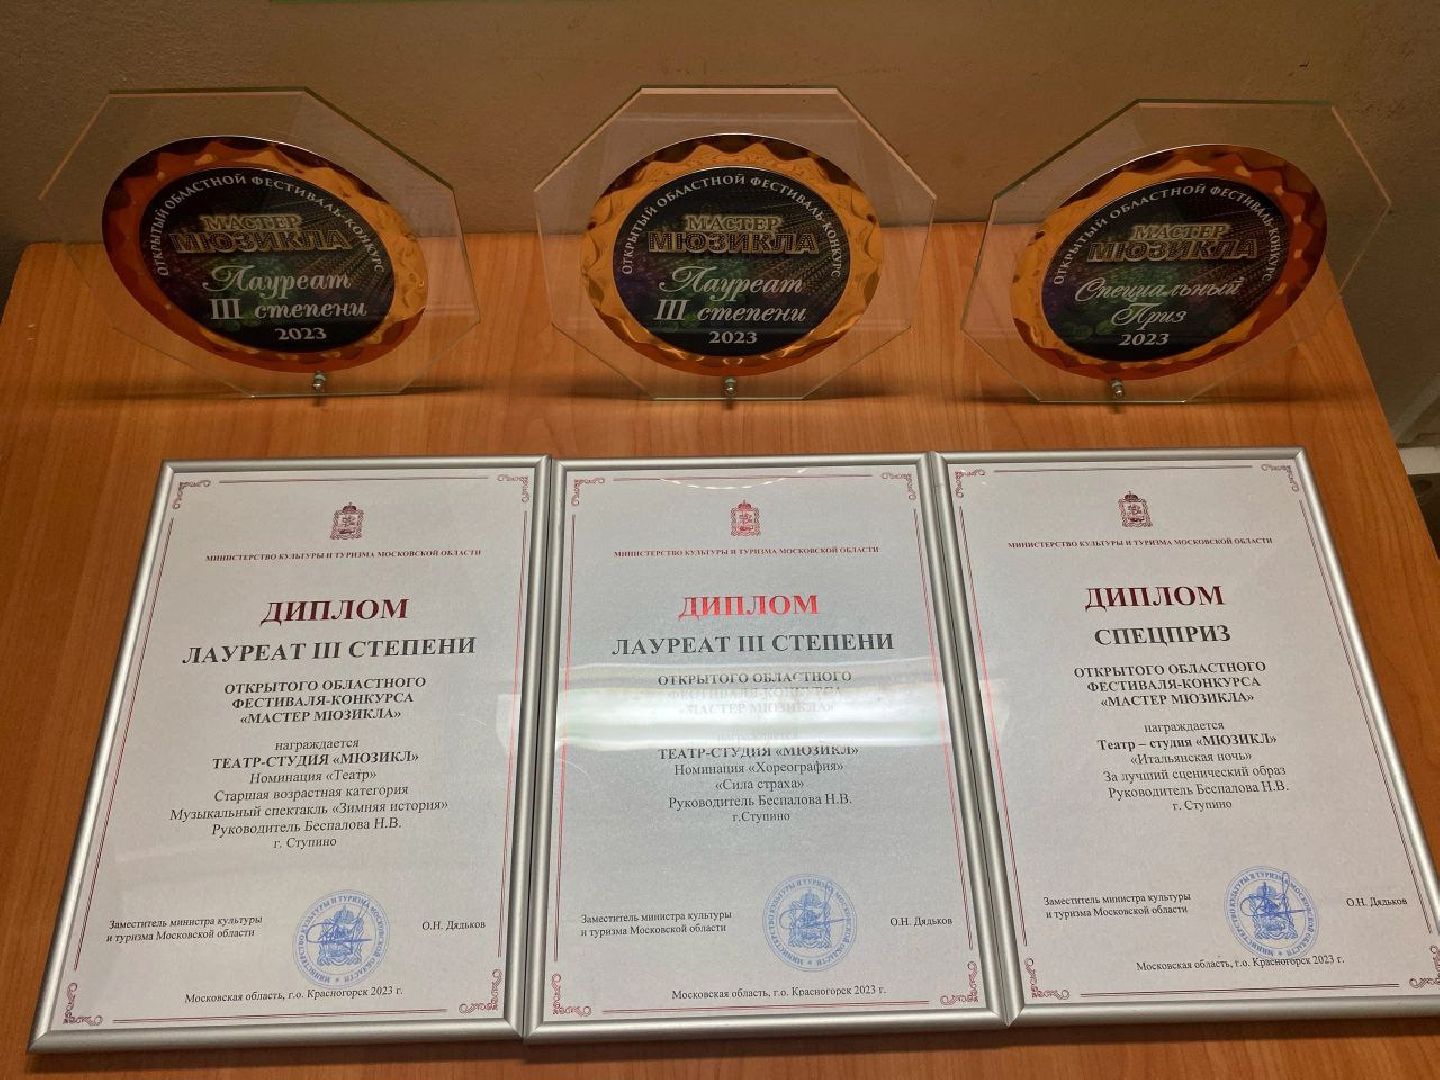 ОТКРЫТЫЙ ОБЛАСТНОЙ ФЕСТИВАЛЬ-КОНКУРС
МАСТЕР
МЮЗИКЛА
Лауреат
III степени
2023
ОТКРЫТЫЙ ОБЛАСТНОЙ ФЕСТИВАЛЬ-КОНКУРС
МАСТЕР
МЮЗИКЛА
Лауреат
III степени
2023
ОТКРЫТЫЙ ОБЛАСТНОЙ ФЕСТИВАЛЬ-КОНКУРС
МАСТЕР
МЮЗИКЛА
Специальный
Приз
2023
МИНИСТЕРСТВО КУЛЬТУРЫ И ТУРИЗМА МОСКОВСКОЙ ОБЛАСТИ
ДИПЛОМ
ЛАУРЕАТ III СТЕПЕНИ
ОТКРЫТОГО ОБЛАСТНОГО
ФЕСТИВАЛЯ-КОНКУРСА
«МАСТЕР МЮЗИКЛА»
награждается
ТЕАТР-СТУДИЯ «МЮЗИКЛ»
Номинация «Театр»
Старшая возрастная категория
Музыкальный спектакль «Зимняя история»
Руководитель Беспалова Н.В.
г. Ступино
Заместитель министра культуры
и туризма Московской области
О.Н. Дядьков
Московская область, г.о. Красногорск 2023 г.
МИНИСТЕРСТВО КУЛЬТУРЫ И ТУРИЗМА МОСКОВСКОЙ ОБЛАСТИ
ДИПЛОМ
ЛАУРЕАТ III СТЕПЕНИ
ОТКРЫТОГО ОБЛАСТНОГО
ФЕСТИВАЛЯ-КОНКУРСА
«МАСТЕР МЮЗИКЛА»
ТЕАТР-СТУДИЯ «МЮЗИКЛ»
Номинация «Хореография»
«Сила страха»
Руководитель Беспалова Н.В.
г.Ступино
Заместитель министра культуры
и туризма Московской области
О.Н. Дядьков
Московская область, г.о. Красногорск 2023 г.
МИНИСТЕРСТВО КУЛЬТУРЫ И ТУРИЗМА МОСКОВСКОЙ ОБЛАСТИ
ДИПЛОМ
СПЕЦПРИЗ
ОТКРЫТОГО ОБЛАСТНОГО
ФЕСТИВАЛЯ-КОНКУРСА
«МАСТЕР МЮЗИКЛА»
награждается
Театр – студия «МЮЗИКЛ»
«Итальянская ночь»
За лучший сценический образ
Руководитель Беспалова Н.В.
г. Ступино
Заместитель министра культуры
и туризма Московской области
О.Н. Дядьков
Московская область, г.о. Красногорск 2023 г.